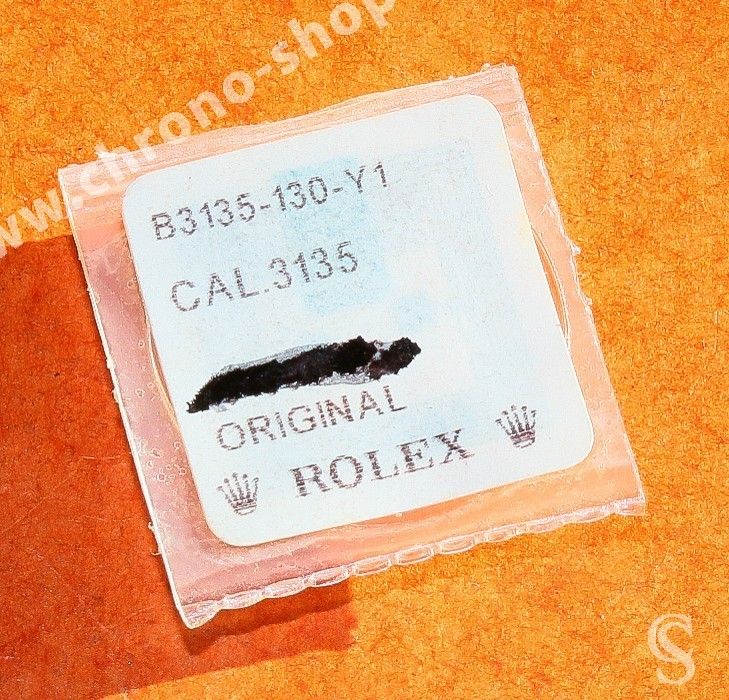 www.chrono-shop
B3135-130-Y1
CAL.3135
ORIGINAL
ROLEX